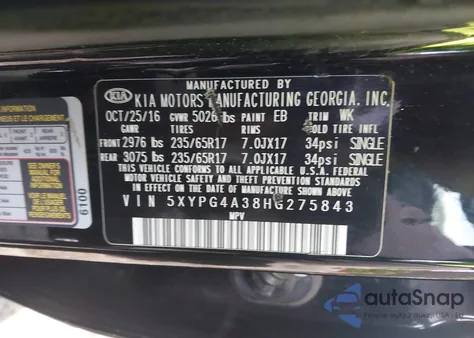 MANUFACTURED BY
KIA KIA MOTORS MANUFACTURING GEORGIA, INC.
OCT/25/16 GVWR 5026 lbs PAINT EB TRIM WK
GAWR TIRES RIMS COLD TIRE INFL
FRONT 2976 lbs 235/65R17 7.0JX17 34psi SINGLE
REAR 3075 lbs 235/65R17 7.0JX17 34psi SINGLE
THIS VEHICLE CONFORMS TO ALL APPLICABLE U.S.A. FEDERAL
MOTOR VEHICLE SAFETY AND THEFT PREVENTION STANDARDS
IN EFFECT ON THE DATE OF MANUFACTURE SHOWN ABOVE.
VIN 5XYPG4A38HG275843
MPV
6100
autoSnap